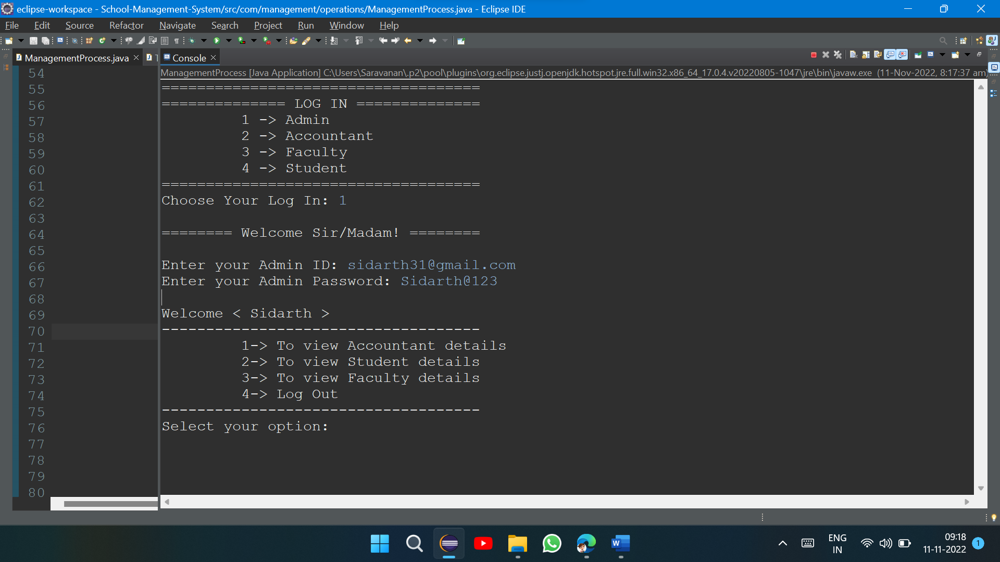 eclipse-workspace - School-Management-System/src/com/management/operations/ManagementProcess.java - Eclipse IDE
File Edit Source Refactor Navigate Search Project Run Window Help
ManagementProcess.java Console
ManagementProcess [Java Application] C:\Users\Saravanan\.p2\pool\plugins\org.eclipse.justj.openjdk.hotspot.jre.full.win32.x86_64_17.0.4.v20220805-1047\jre\bin\javaw.exe (11-Nov-2022, 8:17:37 am)
54
55 ====================================
56 ============== LOG IN ==============
57 1 -> Admin
58 2 -> Accountant
59 3 -> Faculty
60 4 -> Student
61 ====================================
62 Choose Your Log In: 1
63
64 ======== Welcome Sir/Madam! ========
65
66 Enter your Admin ID: sidarth31@gmail.com
67 Enter your Admin Password: Sidarth@123
68
69 Welcome < Sidarth >
70 ------------------------------------
71 1-> To view Accountant details
72 2-> To view Student details
73 3-> To view Faculty details
74 4-> Log Out
75 ------------------------------------
76 Select your option:
77
78
79
80
ENG
IN
09:18
11-11-2022
1